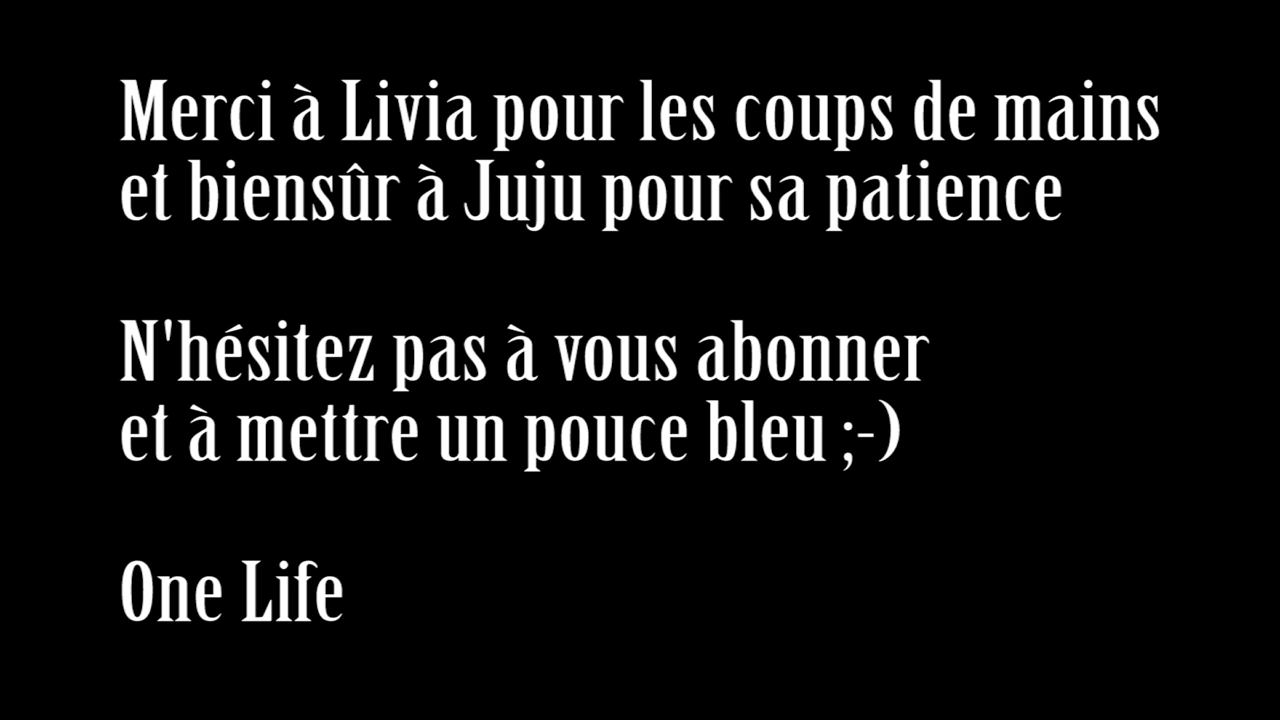 Merci à Livia pour les coups de mains
et biensûr à Juju pour sa patience
N'hésitez pas à vous abonner
et à mettre un pouce bleu ;-)
One Life